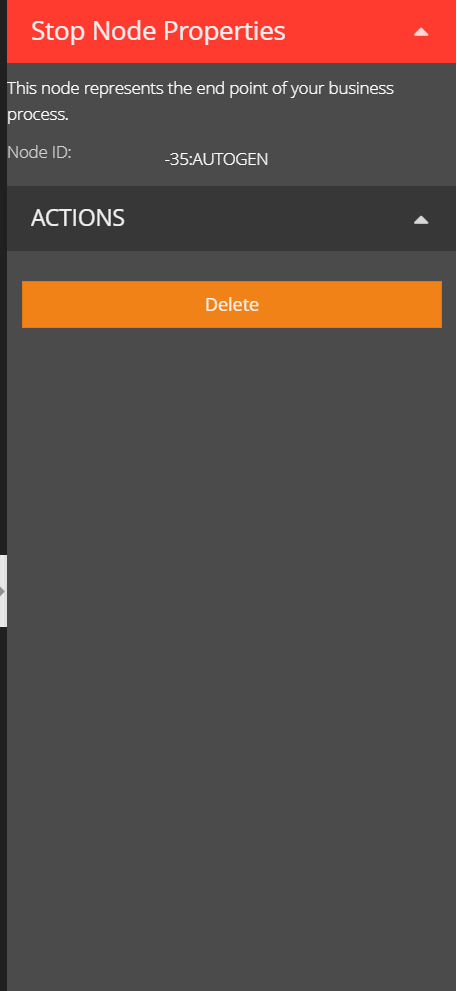 Stop Node Properties
This node represents the end point of your business
process.
Node ID:
-35:AUTOGEN
ACTIONS
Delete